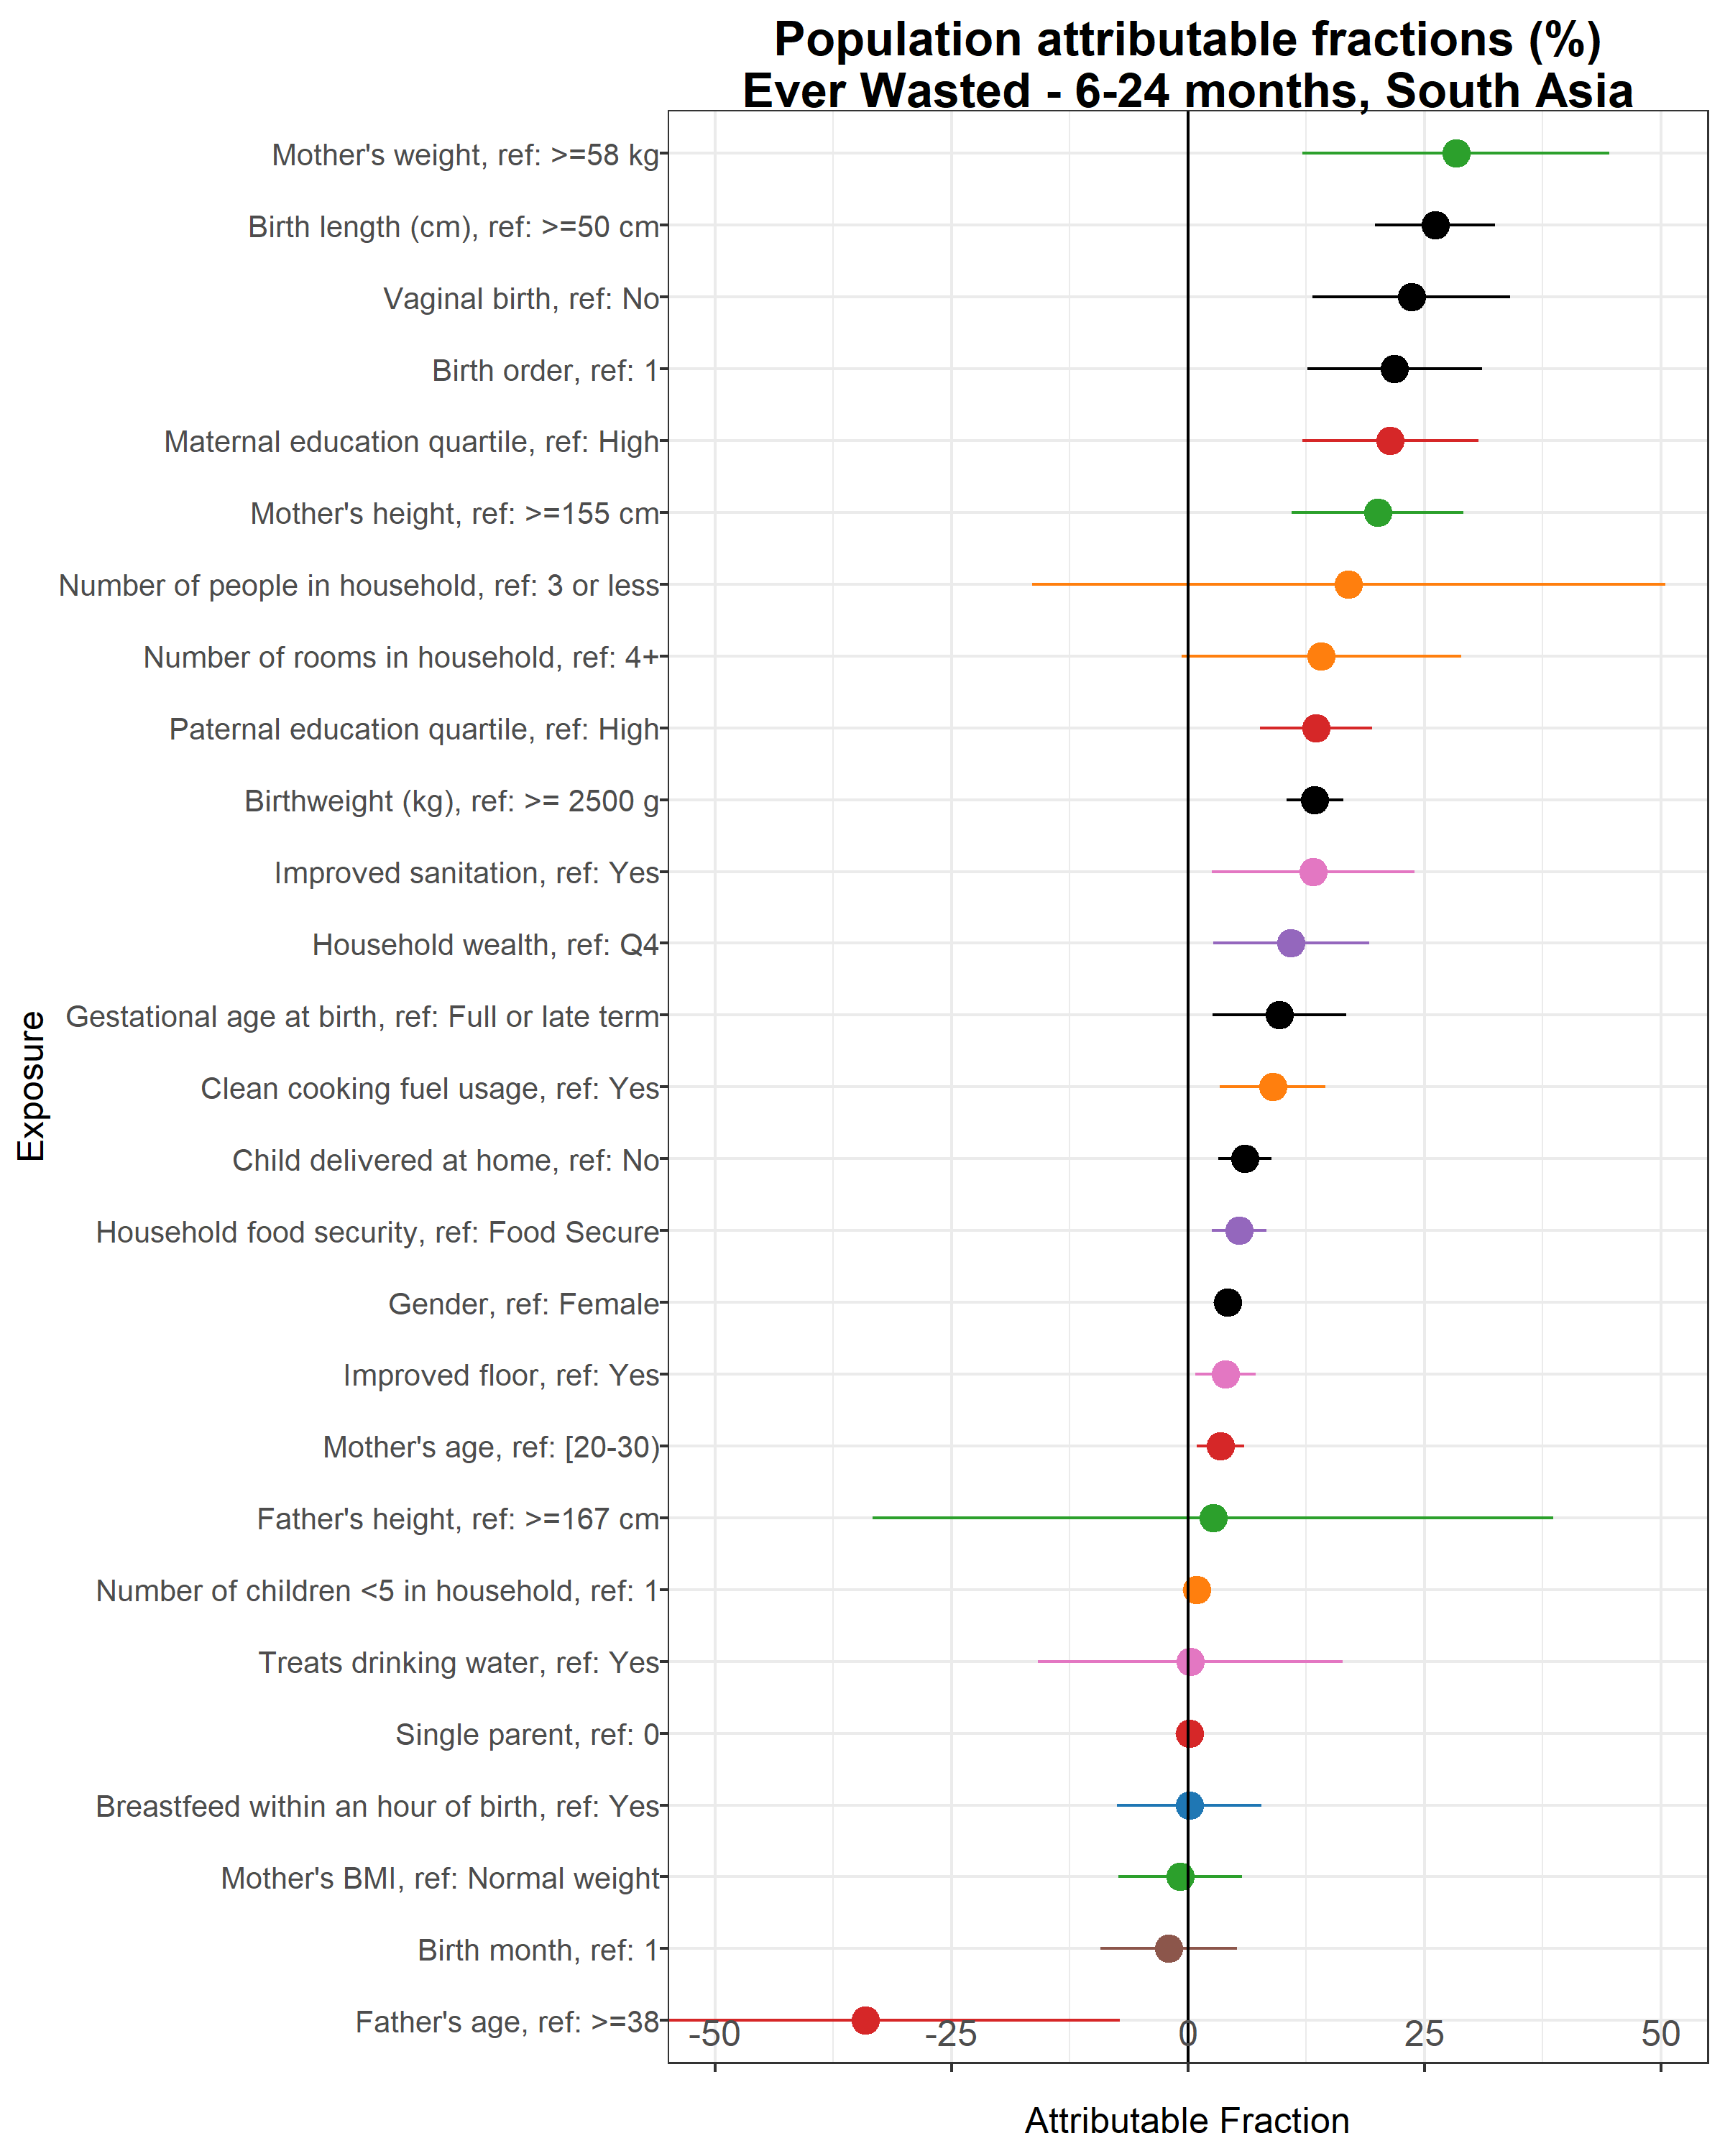 Population attributable fractions (%)
Ever Wasted - 6-24 months, South Asia
Exposure
Mother's weight, ref: >=58 kg
Birth length (cm), ref: >=50 cm
Vaginal birth, ref: No
Birth order, ref: 1
Maternal education quartile, ref: High
Mother's height, ref: >=155 cm
Number of people in household, ref: 3 or less
Number of rooms in household, ref: 4+
Paternal education quartile, ref: High
Birthweight (kg), ref: >= 2500 g
Improved sanitation, ref: Yes
Household wealth, ref: Q4
Gestational age at birth, ref: Full or late term
Clean cooking fuel usage, ref: Yes
Child delivered at home, ref: No
Household food security, ref: Food Secure
Gender, ref: Female
Improved floor, ref: Yes
Mother's age, ref: [20-30)
Father's height, ref: >=167 cm
Number of children <5 in household, ref: 1
Treats drinking water, ref: Yes
Single parent, ref: 0
Breastfeed within an hour of birth, ref: Yes
Mother's BMI, ref: Normal weight
Birth month, ref: 1
Father's age, ref: >=38
-50 -25 0 25 50
Attributable Fraction